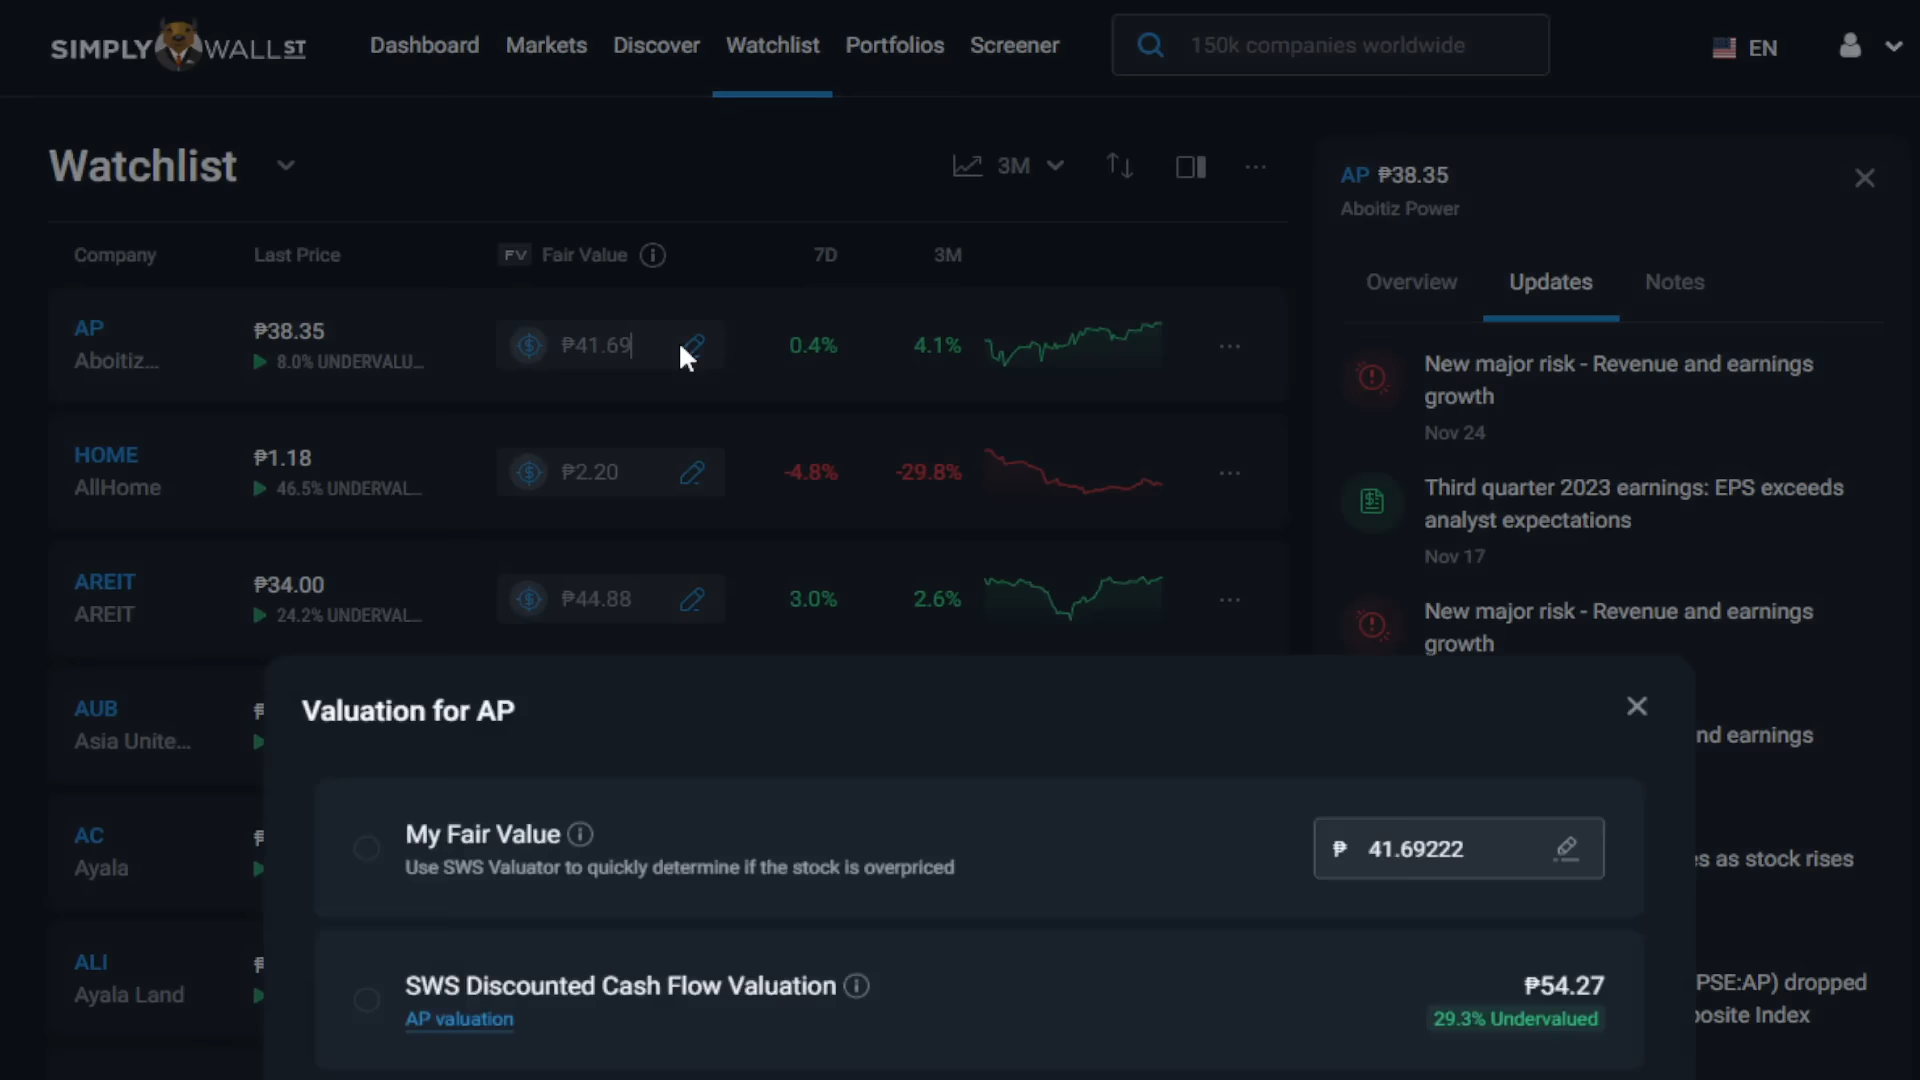 SIMPLY WALL ST
Dashboard Markets Discover Watchlist Portfolios Screener
150k companies worldwide
EN
Watchlist
3M
Company Last Price FV Fair Value 7D 3M
AP ₱38.35 ₱41.69 0.4% 4.1%
Aboitiz... 8.0% UNDERVALU...
HOME ₱1.18 ₱2.20 -4.8% -29.8%
AllHome 46.5% UNDERVAL...
AREIT ₱34.00 ₱44.88 3.0% 2.6%
AREIT 24.2% UNDERVAL...
AUB ₱
Asia Unite...
AC ₱
Ayala
ALI ₱
Ayala Land
AP ₱38.35
Aboitiz Power
Overview Updates Notes
New major risk - Revenue and earnings
growth
Nov 24
Third quarter 2023 earnings: EPS exceeds
analyst expectations
Nov 17
New major risk - Revenue and earnings
growth
nd earnings
es as stock rises
PSE:AP) dropped
posite Index
Valuation for AP
My Fair Value
Use SWS Valuator to quickly determine if the stock is overpriced
₱ 41.69222
SWS Discounted Cash Flow Valuation
AP valuation
₱54.27
29.3% Undervalued